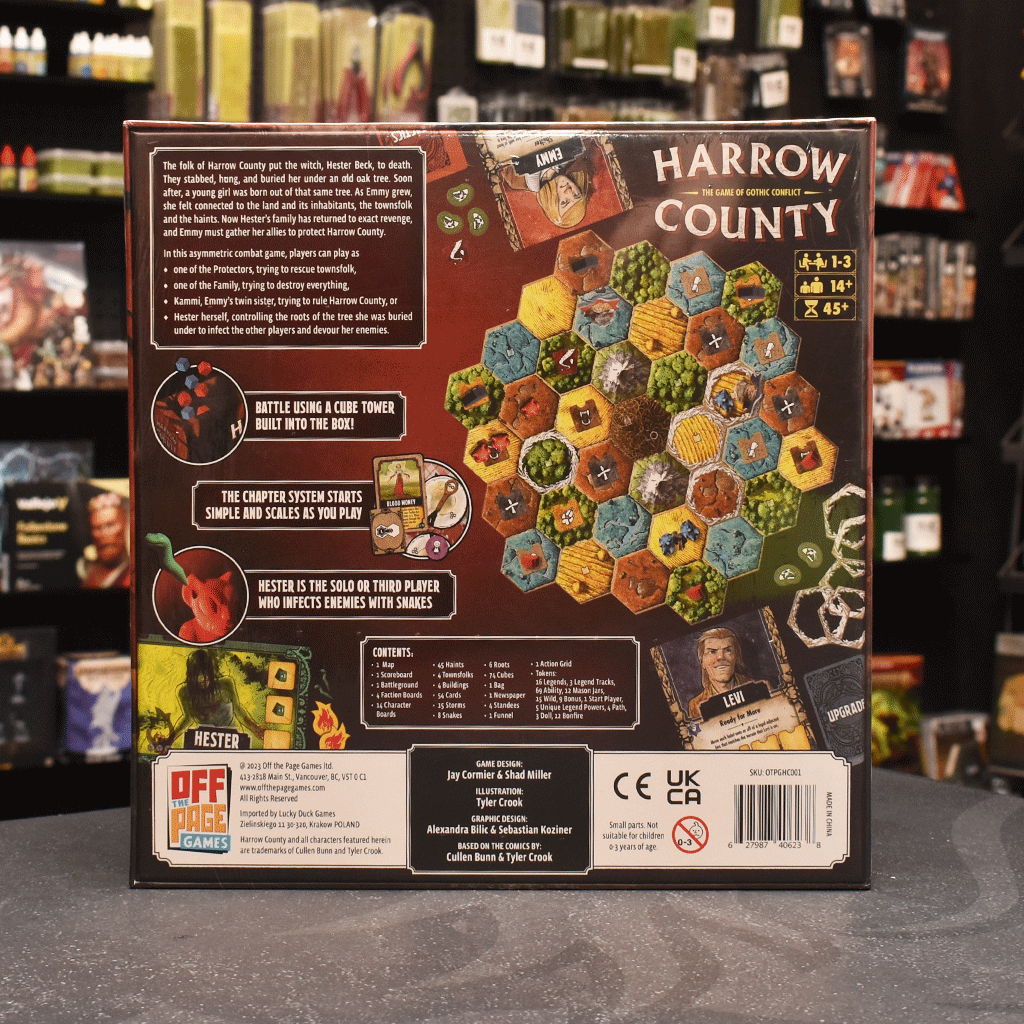 The folk of Harrow County put the witch, Hester Beck, to death.
They stabbed, hung, and buried her under an old oak tree. Soon
after, a young girl was born out of that same tree. As Emmy grew,
she felt connected to the land and its inhabitants, the townsfolk
and the haints. Now Hester's family has returned to exact revenge,
and Emmy must gather her allies to protect Harrow County.
In this asymmetric combat game, players can play as
• one of the Protectors, trying to rescue townsfolk,
• one of the Family, trying to destroy everything,
• Kammi, Emmy's twin sister, trying to rule Harrow County, or
• Hester herself, controlling the roots of the tree she was buried
under to infect the other players and devour her enemies.
EMMY
HARROW
THE GAME OF GOTHIC CONFLICT
COUNTY
1-3
14+
45+
BATTLE USING A CUBE TOWER
BUILT INTO THE BOX!
H
THE CHAPTER SYSTEM STARTS
SIMPLE AND SCALES AS YOU PLAY
BLOOD MONEY
HESTER IS THE SOLO OR THIRD PLAYER
WHO INFECTS ENEMIES WITH SNAKES
HESTER
CONTENTS:
• 1 Map
• 1 Scoreboard
• 1 Battleground
• 4 Faction Boards
• 14 Character
Boards
• 45 Haints
• 4 Townsfolks
• 4 Buildings
• 54 Cards
• 15 Storms
• 8 Snakes
• 6 Roots
• 74 Cubes
• 1 Bag
• 1 Newspaper
• 4 Standees
• 1 Funnel
• 1 Action Grid
• Tokens:
16 Legends, 3 Legend Tracks,
69 Ability, 12 Mason Jars,
15 Wild, 9 Bonus, 1 Start Player,
5 Unique Legend Powers, 4 Path,
3 Doll, 12 Bonfire
LEVI
Ready for More
UPGRADE
OFF
THE
PAGE
GAMES
© 2023 Off the Page Games ltd.
413-2818 Main St., Vancouver, BC, V5T 0C1
www.offthepagegames.com
All Rights Reserved
Imported by Lucky Duck Games
Zielińskiego 11 30-320, Krakow POLAND
Harrow County and all characters featured herein
are trademarks of Cullen Bunn and Tyler Crook.
GAME DESIGN:
Jay Cormier & Shad Miller
ILLUSTRATION:
Tyler Crook
GRAPHIC DESIGN:
Alexandra Bilic & Sebastian Koziner
BASED ON THE COMICS BY:
Cullen Bunn & Tyler Crook
CE
UK
CA
Small parts. Not
suitable for children
0-3 years of age.
0-3
SKU: OTPGHC001
6 27987 40623 8
MADE IN CHINA